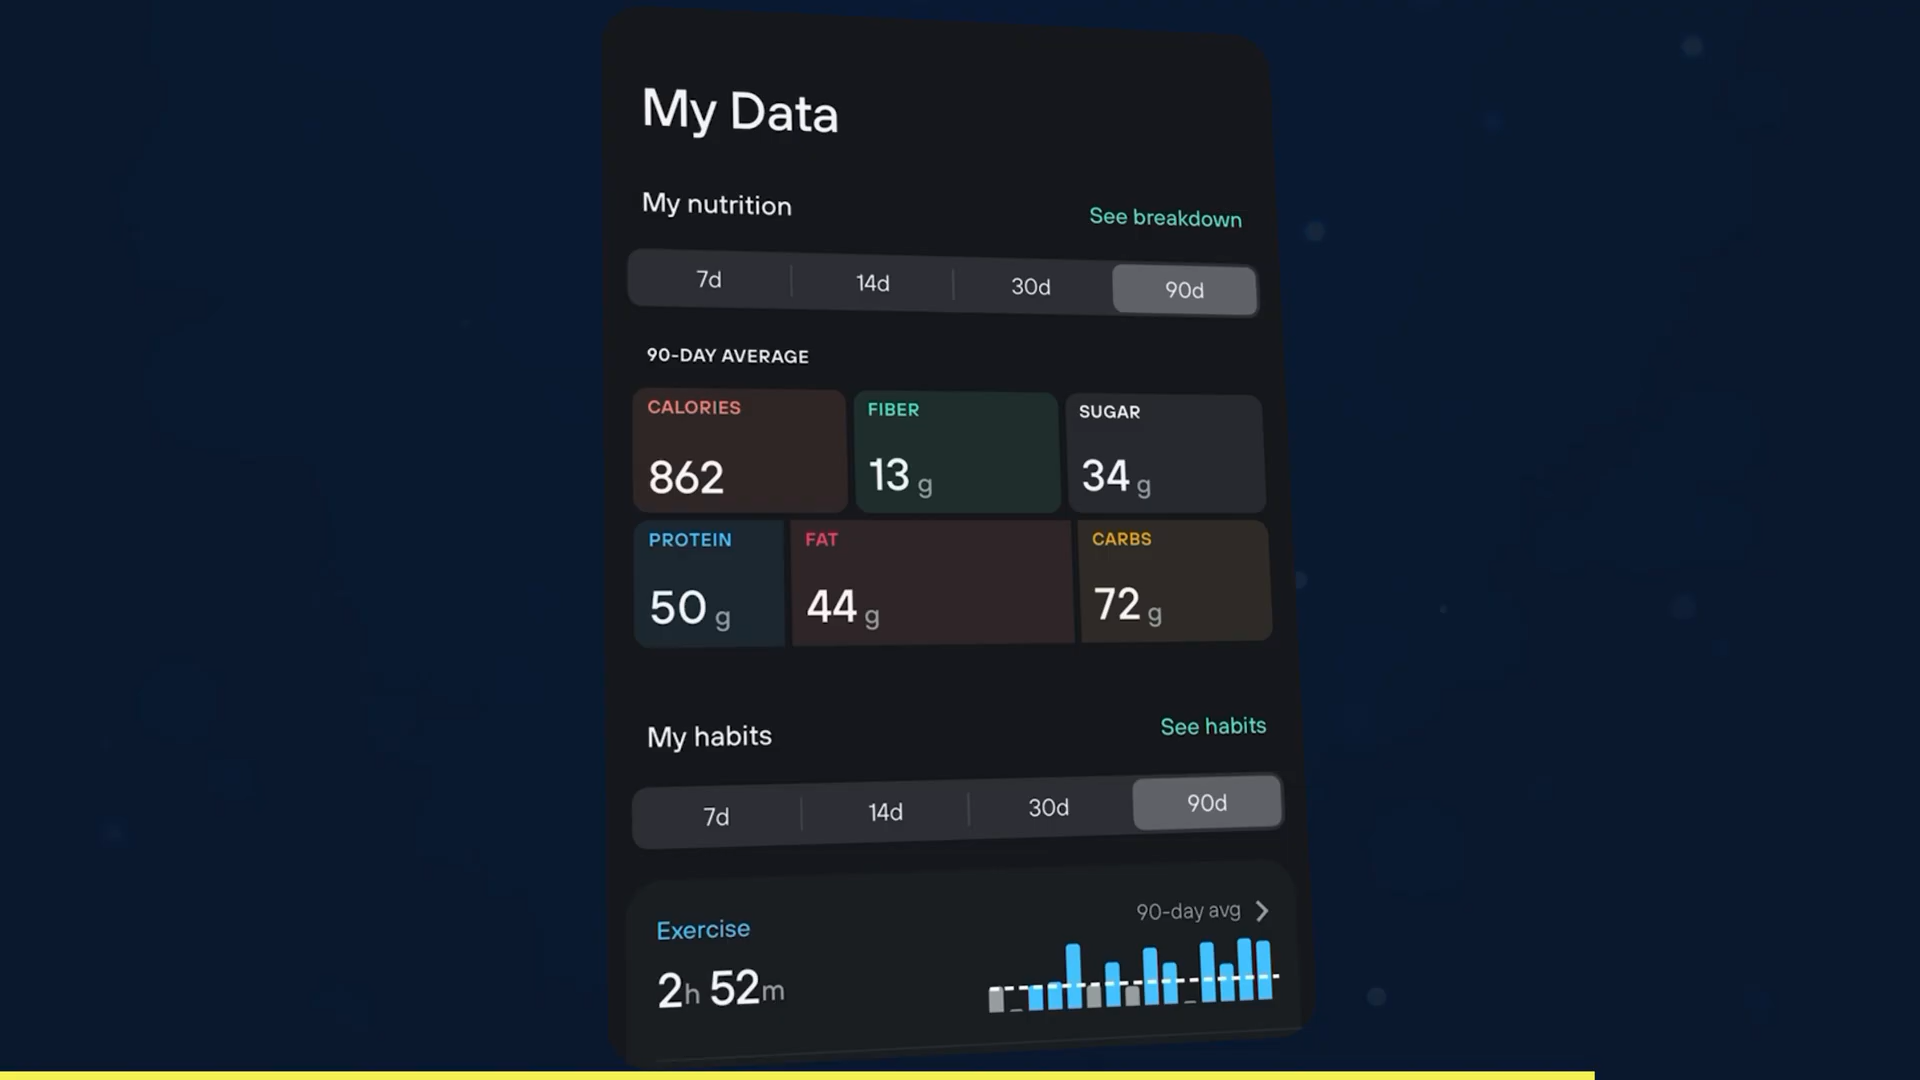 My Data
My nutrition
See breakdown
7d 14d 30d 90d
90-DAY AVERAGE
CALORIES FIBER SUGAR
862 13 g 34 g
PROTEIN FAT CARBS
50 g 44 g 72 g
My habits
See habits
7d 14d 30d 90d
90-day avg
Exercise
2h 52m